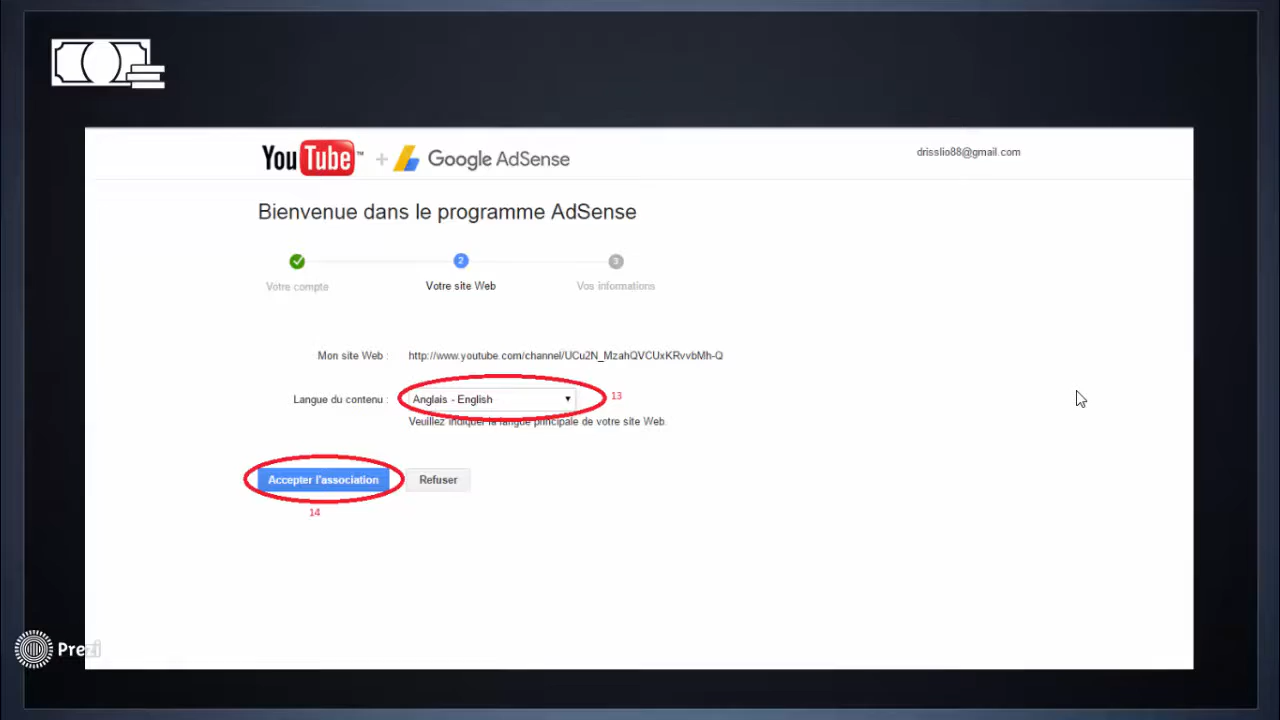 YouTube™ + Google AdSense
drisslio88@gmail.com
Bienvenue dans le programme AdSense
2
3
Votre compte
Votre site Web
Vos informations
Mon site Web :
http://www.youtube.com/channel/UCu2N_MzahQVCUxKRvvbMh-Q
Langue du contenu :
Anglais - English
13
Veuillez indiquer la langue principale de votre site Web.
Accepter l'association
Refuser
14
Prezi